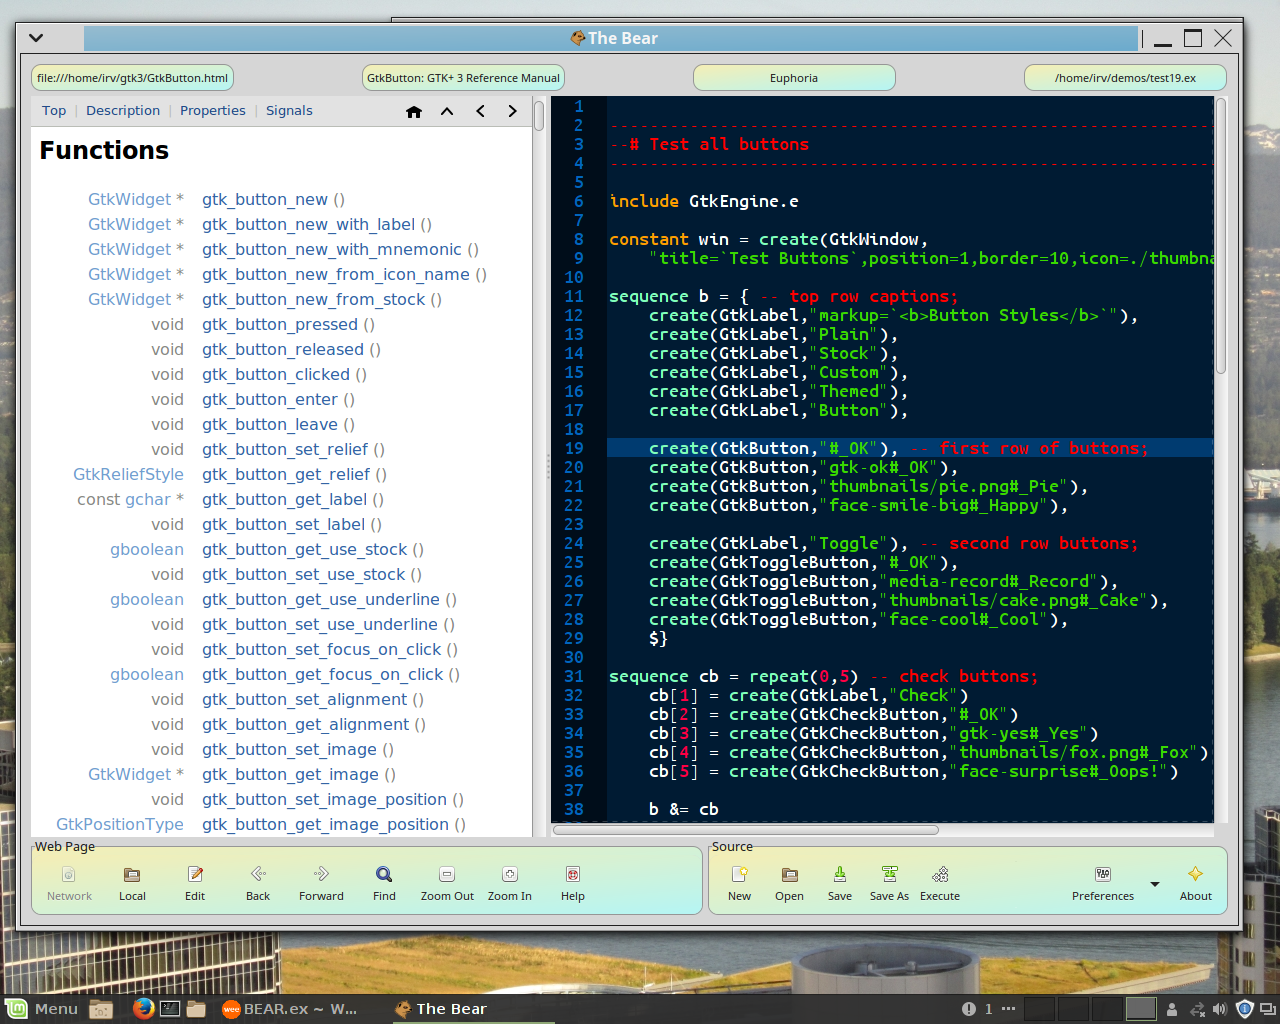 The Bear
file:///home/irv/gtk3/GtkButton.html
GtkButton: GTK+ 3 Reference Manual
Euphoria
/home/irv/demos/test19.ex
Top | Description | Properties | Signals
Functions
GtkWidget * gtk_button_new ()
GtkWidget * gtk_button_new_with_label ()
GtkWidget * gtk_button_new_with_mnemonic ()
GtkWidget * gtk_button_new_from_icon_name ()
GtkWidget * gtk_button_new_from_stock ()
void gtk_button_pressed ()
void gtk_button_released ()
void gtk_button_clicked ()
void gtk_button_enter ()
void gtk_button_leave ()
void gtk_button_set_relief ()
GtkReliefStyle gtk_button_get_relief ()
const gchar * gtk_button_get_label ()
void gtk_button_set_label ()
gboolean gtk_button_get_use_stock ()
void gtk_button_set_use_stock ()
gboolean gtk_button_get_use_underline ()
void gtk_button_set_use_underline ()
void gtk_button_set_focus_on_click ()
gboolean gtk_button_get_focus_on_click ()
void gtk_button_set_alignment ()
void gtk_button_get_alignment ()
void gtk_button_set_image ()
GtkWidget * gtk_button_get_image ()
void gtk_button_set_image_position ()
GtkPositionType gtk_button_get_image_position ()
1
2 -------------------------------------------------------------
3 --# Test all buttons
4 -------------------------------------------------------------
5
6 include GtkEngine.e
7
8 constant win = create(GtkWindow,
9 "title=`Test Buttons`,position=1,border=10,icon=./thumbna
10
11 sequence b = { -- top row captions;
12 create(GtkLabel,"markup=`<b>Button Styles</b>`"),
13 create(GtkLabel,"Plain"),
14 create(GtkLabel,"Stock"),
15 create(GtkLabel,"Custom"),
16 create(GtkLabel,"Themed"),
17 create(GtkLabel,"Button"),
18
19 create(GtkButton,"#_OK"), -- first row of buttons;
20 create(GtkButton,"gtk-ok#_OK"),
21 create(GtkButton,"thumbnails/pie.png#_Pie"),
22 create(GtkButton,"face-smile-big#_Happy"),
23
24 create(GtkLabel,"Toggle"), -- second row buttons;
25 create(GtkToggleButton,"#_OK"),
26 create(GtkToggleButton,"media-record#_Record"),
27 create(GtkToggleButton,"thumbnails/cake.png#_Cake"),
28 create(GtkToggleButton,"face-cool#_Cool"),
29 $}
30
31 sequence cb = repeat(0,5) -- check buttons;
32 cb[1] = create(GtkLabel,"Check")
33 cb[2] = create(GtkCheckButton,"#_OK")
34 cb[3] = create(GtkCheckButton,"gtk-yes#_Yes")
35 cb[4] = create(GtkCheckButton,"thumbnails/fox.png#_Fox")
36 cb[5] = create(GtkCheckButton,"face-surprise#_Oops!")
37
38 b &= cb
Web Page
Network Local Edit Back Forward Find Zoom Out Zoom In Help
Source
New Open Save Save As Execute Preferences About
Menu
wee BEAR.ex ~ W...
The Bear
1